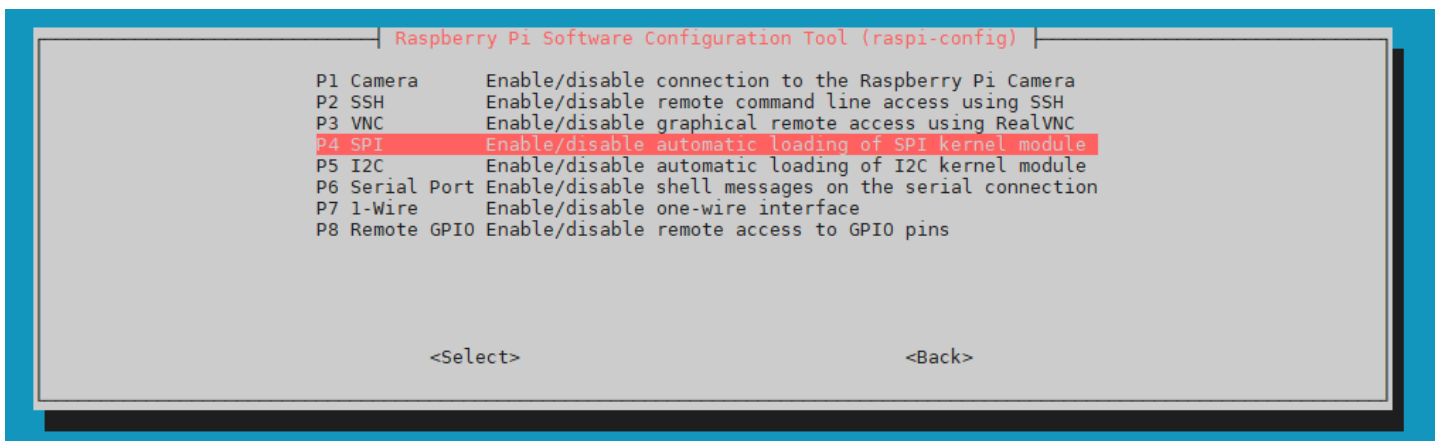 Raspberry Pi Software Configuration Tool (raspi-config)
P1 Camera Enable/disable connection to the Raspberry Pi Camera
P2 SSH Enable/disable remote command line access using SSH
P3 VNC Enable/disable graphical remote access using RealVNC
P4 SPI Enable/disable automatic loading of SPI kernel module
P5 I2C Enable/disable automatic loading of I2C kernel module
P6 Serial Port Enable/disable shell messages on the serial connection
P7 1-Wire Enable/disable one-wire interface
P8 Remote GPIO Enable/disable remote access to GPIO pins
<Select> <Back>